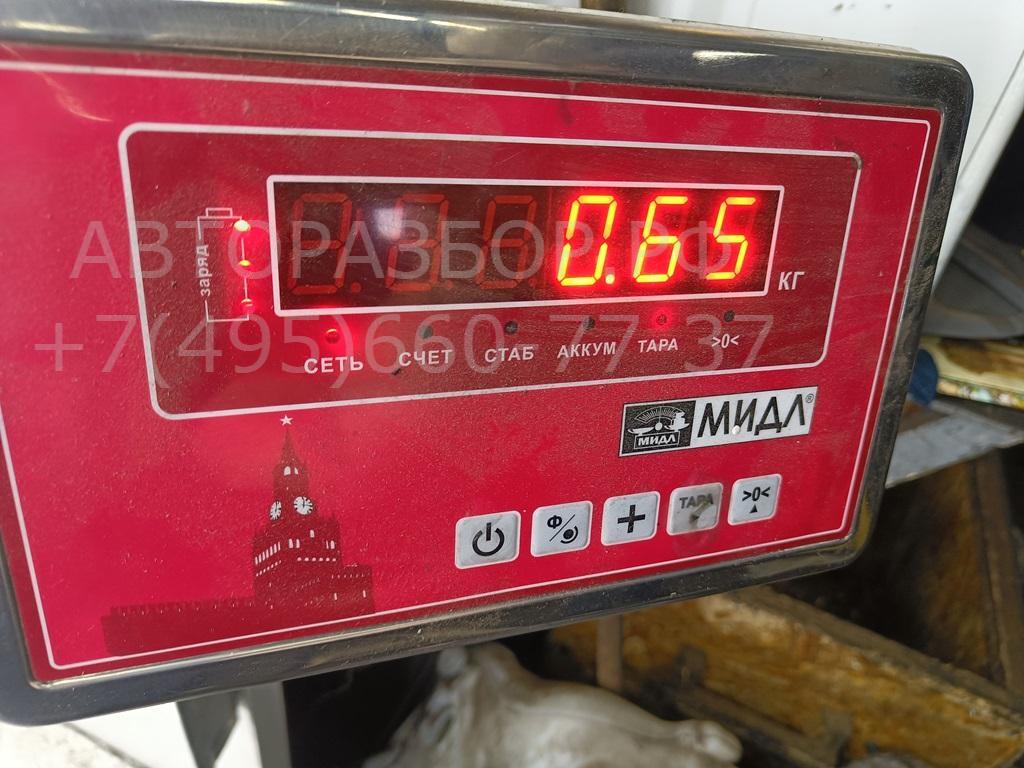 0.65
КГ
заряд
СЕТЬ СЧЕТ СТАБ АККУМ ТАРА >0<
МИДЛ МИДЛ®
Ф ТАРА >0<
АВТОРАЗБОР.РФ
+7(495)660-77-37